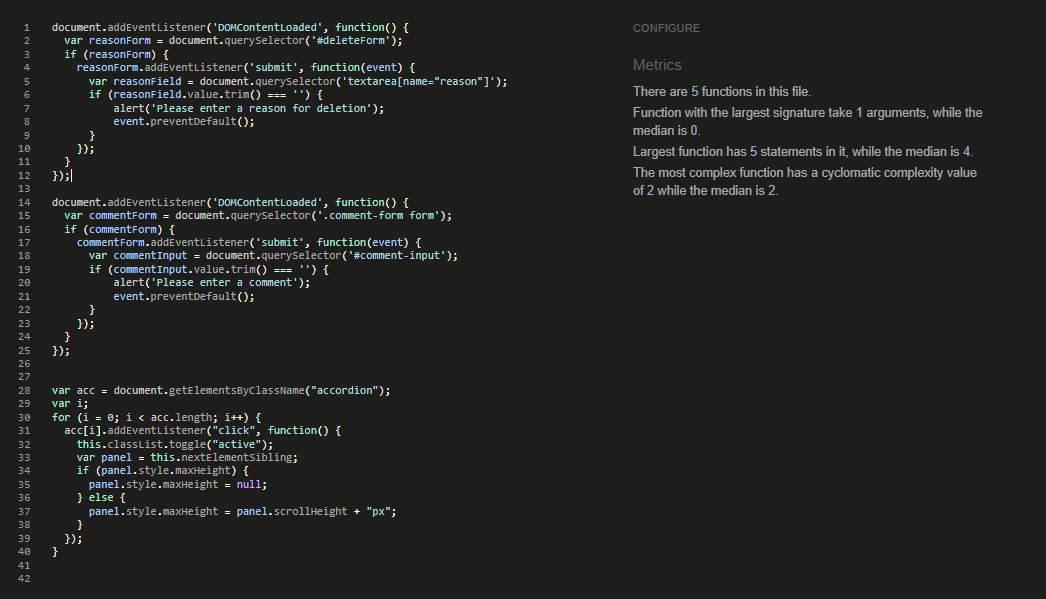 1 document.addEventListener('DOMContentLoaded', function() {
2 var reasonForm = document.querySelector('#deleteForm');
3 if (reasonForm) {
4 reasonForm.addEventListener('submit', function(event) {
5 var reasonField = document.querySelector('textarea[name="reason"]');
6 if (reasonField.value.trim() === '') {
7 alert('Please enter a reason for deletion');
8 event.preventDefault();
9 }
10 });
11 }
12 });
13
14 document.addEventListener('DOMContentLoaded', function() {
15 var commentForm = document.querySelector('.comment-form form');
16 if (commentForm) {
17 commentForm.addEventListener('submit', function(event) {
18 var commentInput = document.querySelector('#comment-input');
19 if (commentInput.value.trim() === '') {
20 alert('Please enter a comment');
21 event.preventDefault();
22 }
23 });
24 }
25 });
26
27
28 var acc = document.getElementsByClassName("accordion");
29 var i;
30 for (i = 0; i < acc.length; i++) {
31 acc[i].addEventListener("click", function() {
32 this.classList.toggle("active");
33 var panel = this.nextElementSibling;
34 if (panel.style.maxHeight) {
35 panel.style.maxHeight = null;
36 } else {
37 panel.style.maxHeight = panel.scrollHeight + "px";
38 }
39 });
40 }
41
42
CONFIGURE
Metrics
There are 5 functions in this file.
Function with the largest signature take 1 arguments, while the
median is 0.
Largest function has 5 statements in it, while the median is 4.
The most complex function has a cyclomatic complexity value
of 2 while the median is 2.